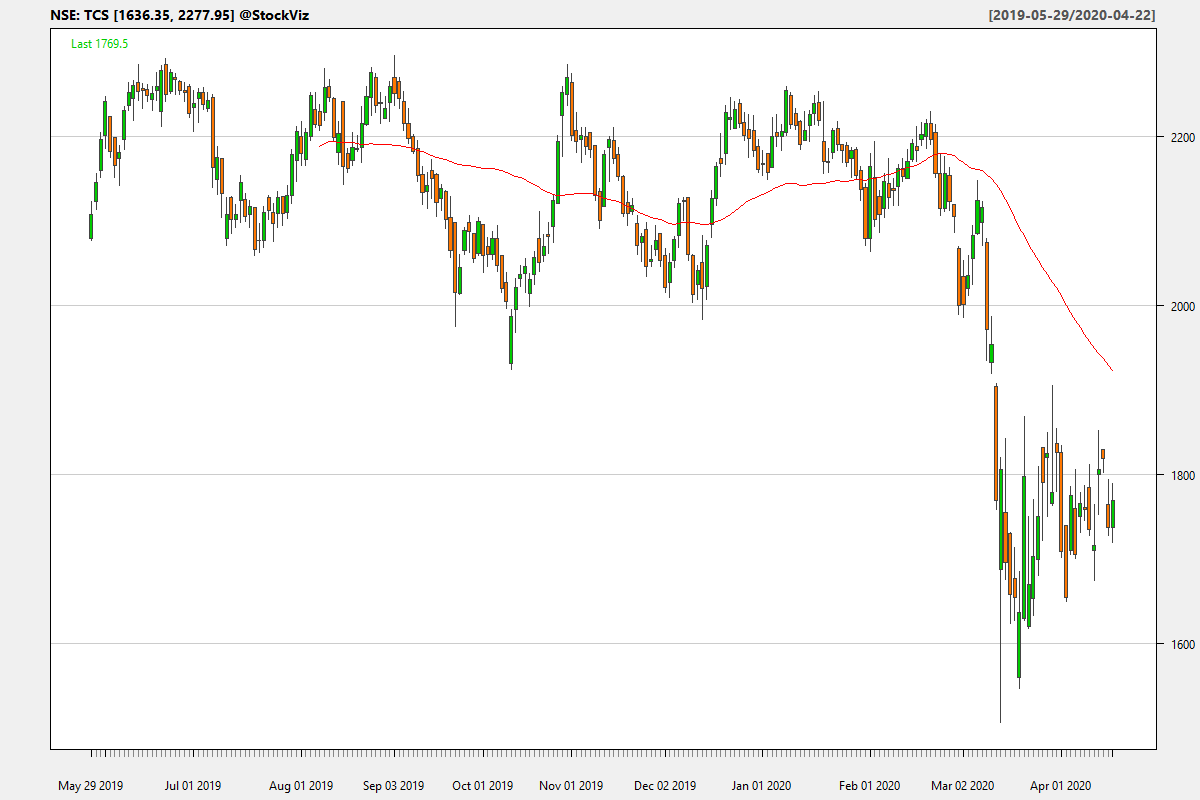 NSE: TCS [1636.35, 2277.95] @StockViz
[2019-05-29/2020-04-22]
Last 1769.5
2200
2000
1800
1600
May 29 2019
Jul 01 2019
Aug 01 2019
Sep 03 2019
Oct 01 2019
Nov 01 2019
Dec 02 2019
Jan 01 2020
Feb 01 2020
Mar 02 2020
Apr 01 2020